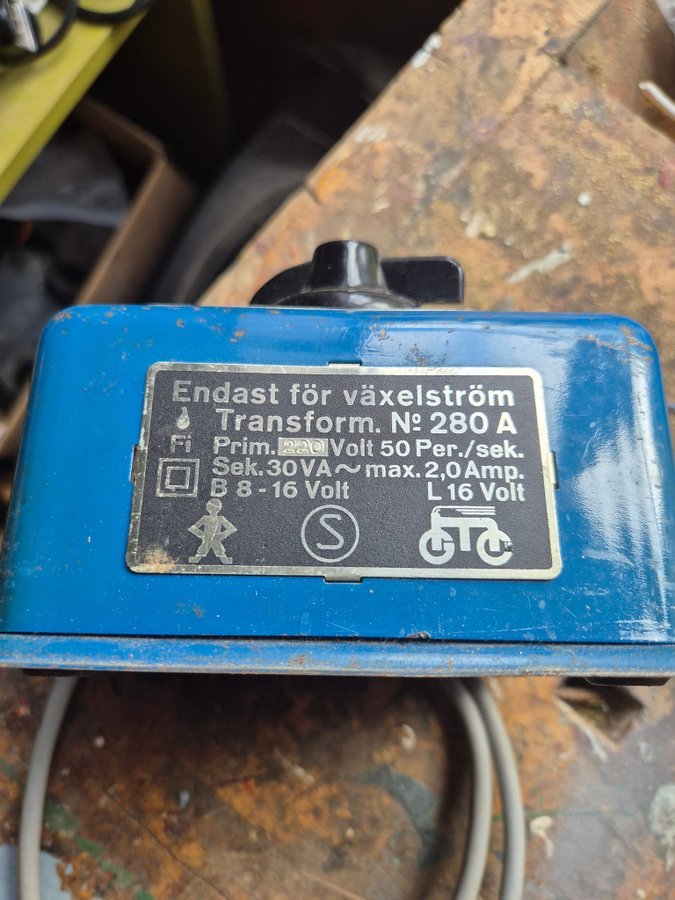 Endast för växelström
Transform. Nº 280 A
Fi Prim. 220 Volt 50 Per./sek.
Sek. 30 VA ~ max. 2,0 Amp.
B 8 - 16 Volt L 16 Volt
S